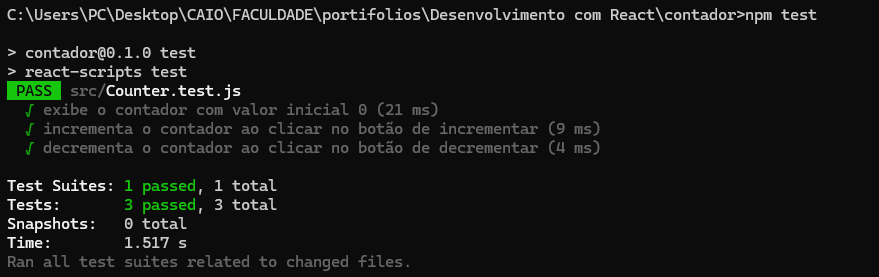 C:\Users\PC\Desktop\CAIO\FACULDADE\portifolios\Desenvolvimento com React\contador>npm test
> contador@0.1.0 test
> react-scripts test
PASS src/Counter.test.js
√ exibe o contador com valor inicial 0 (21 ms)
√ incrementa o contador ao clicar no botão de incrementar (9 ms)
√ decrementa o contador ao clicar no botão de decrementar (4 ms)
Test Suites: 1 passed, 1 total
Tests: 3 passed, 3 total
Snapshots: 0 total
Time: 1.517 s
Ran all test suites related to changed files.